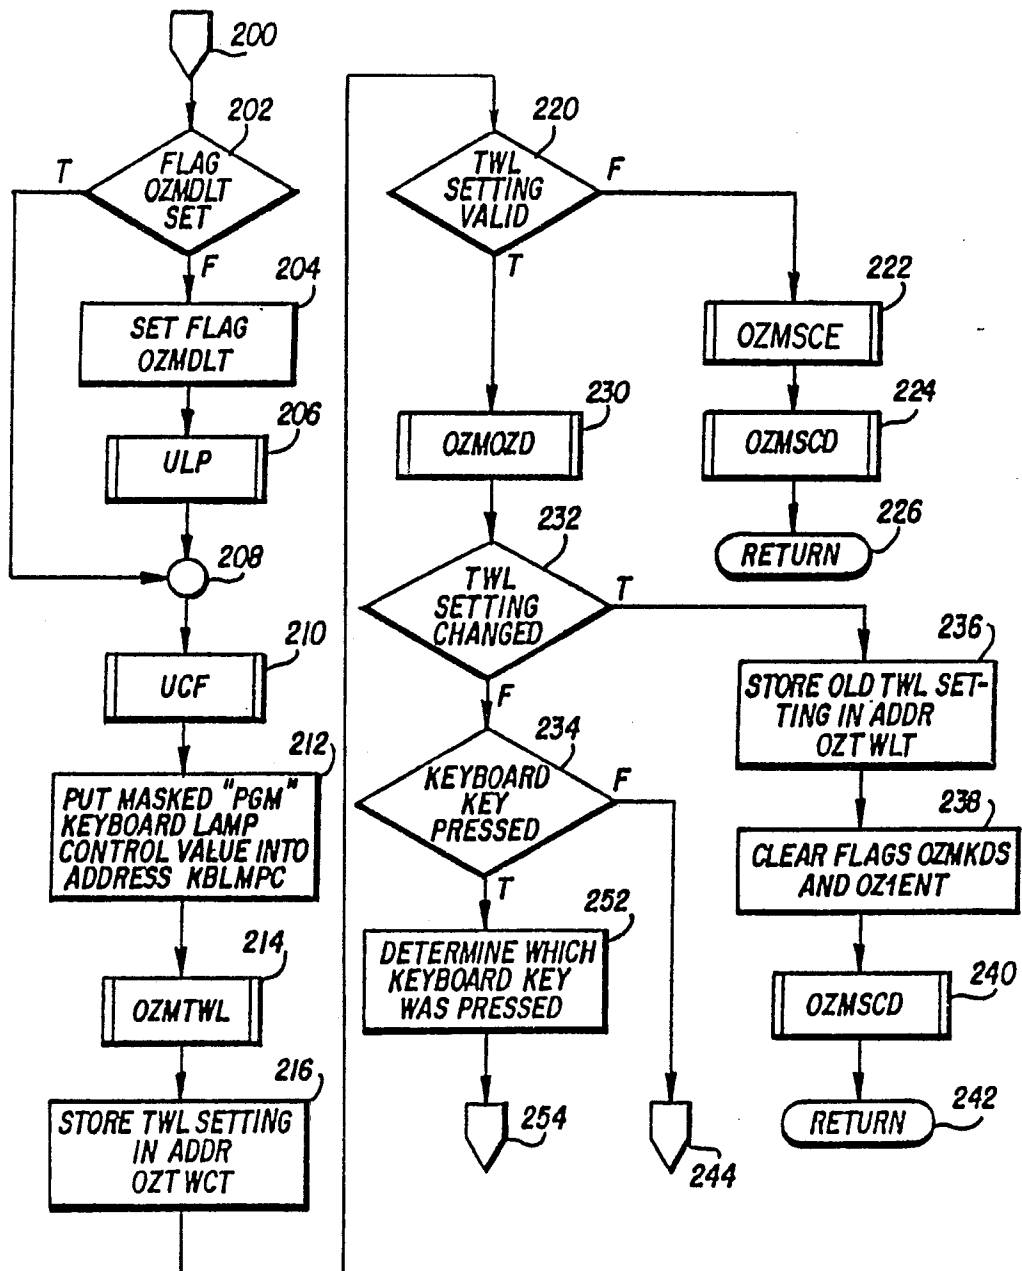 200
202
T
FLAG
OZMDLT
SET
F
204
SET FLAG
OZMDLT
206
ULP
208
210
UCF
212
PUT MASKED "PGM"
KEYBOARD LAMP
CONTROL VALUE INTO
ADDRESS KBLMPC
214
OZMTWL
216
STORE TWL SETTING
IN ADDR
OZT WCT
220
TWL
SETTING
VALID
F
T
222
OZMSCE
224
OZMSCD
226
RETURN
230
OZMOZD
232
TWL
SETTING
CHANGED
T
F
234
KEYBOARD
KEY
PRESSED
F
T
236
STORE OLD TWL SET-
TING IN ADDR
OZT WLT
238
CLEAR FLAGS OZMKDS
AND OZ1ENT
240
OZMSCD
242
RETURN
252
DETERMINE WHICH
KEYBOARD KEY
WAS PRESSED
254
244